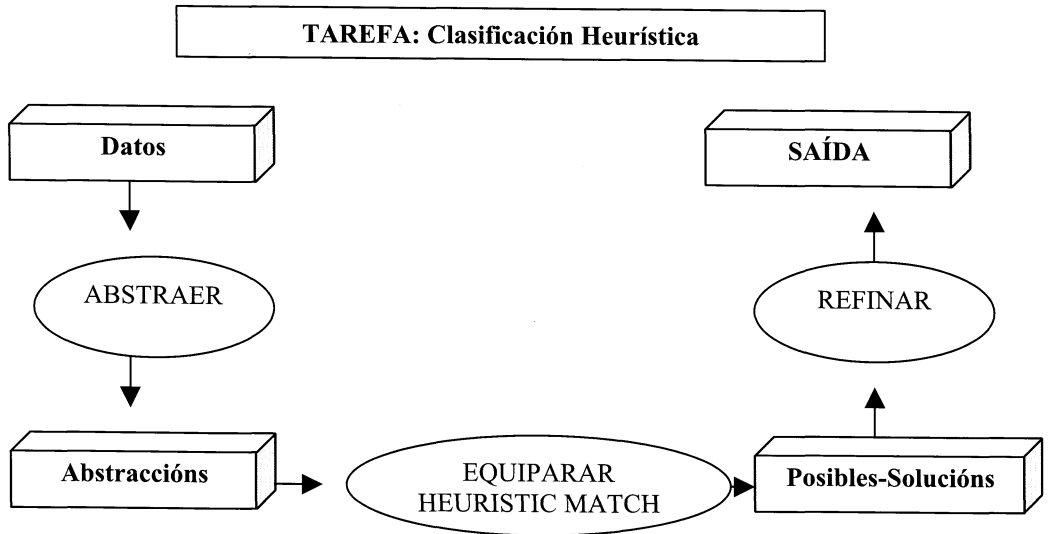 TAREFA: Clasificación Heurística
Datos
SAÍDA
ABSTRAER
REFINAR
Abstraccións
EQUIPARAR
HEURISTIC MATCH
Posibles-Solucións